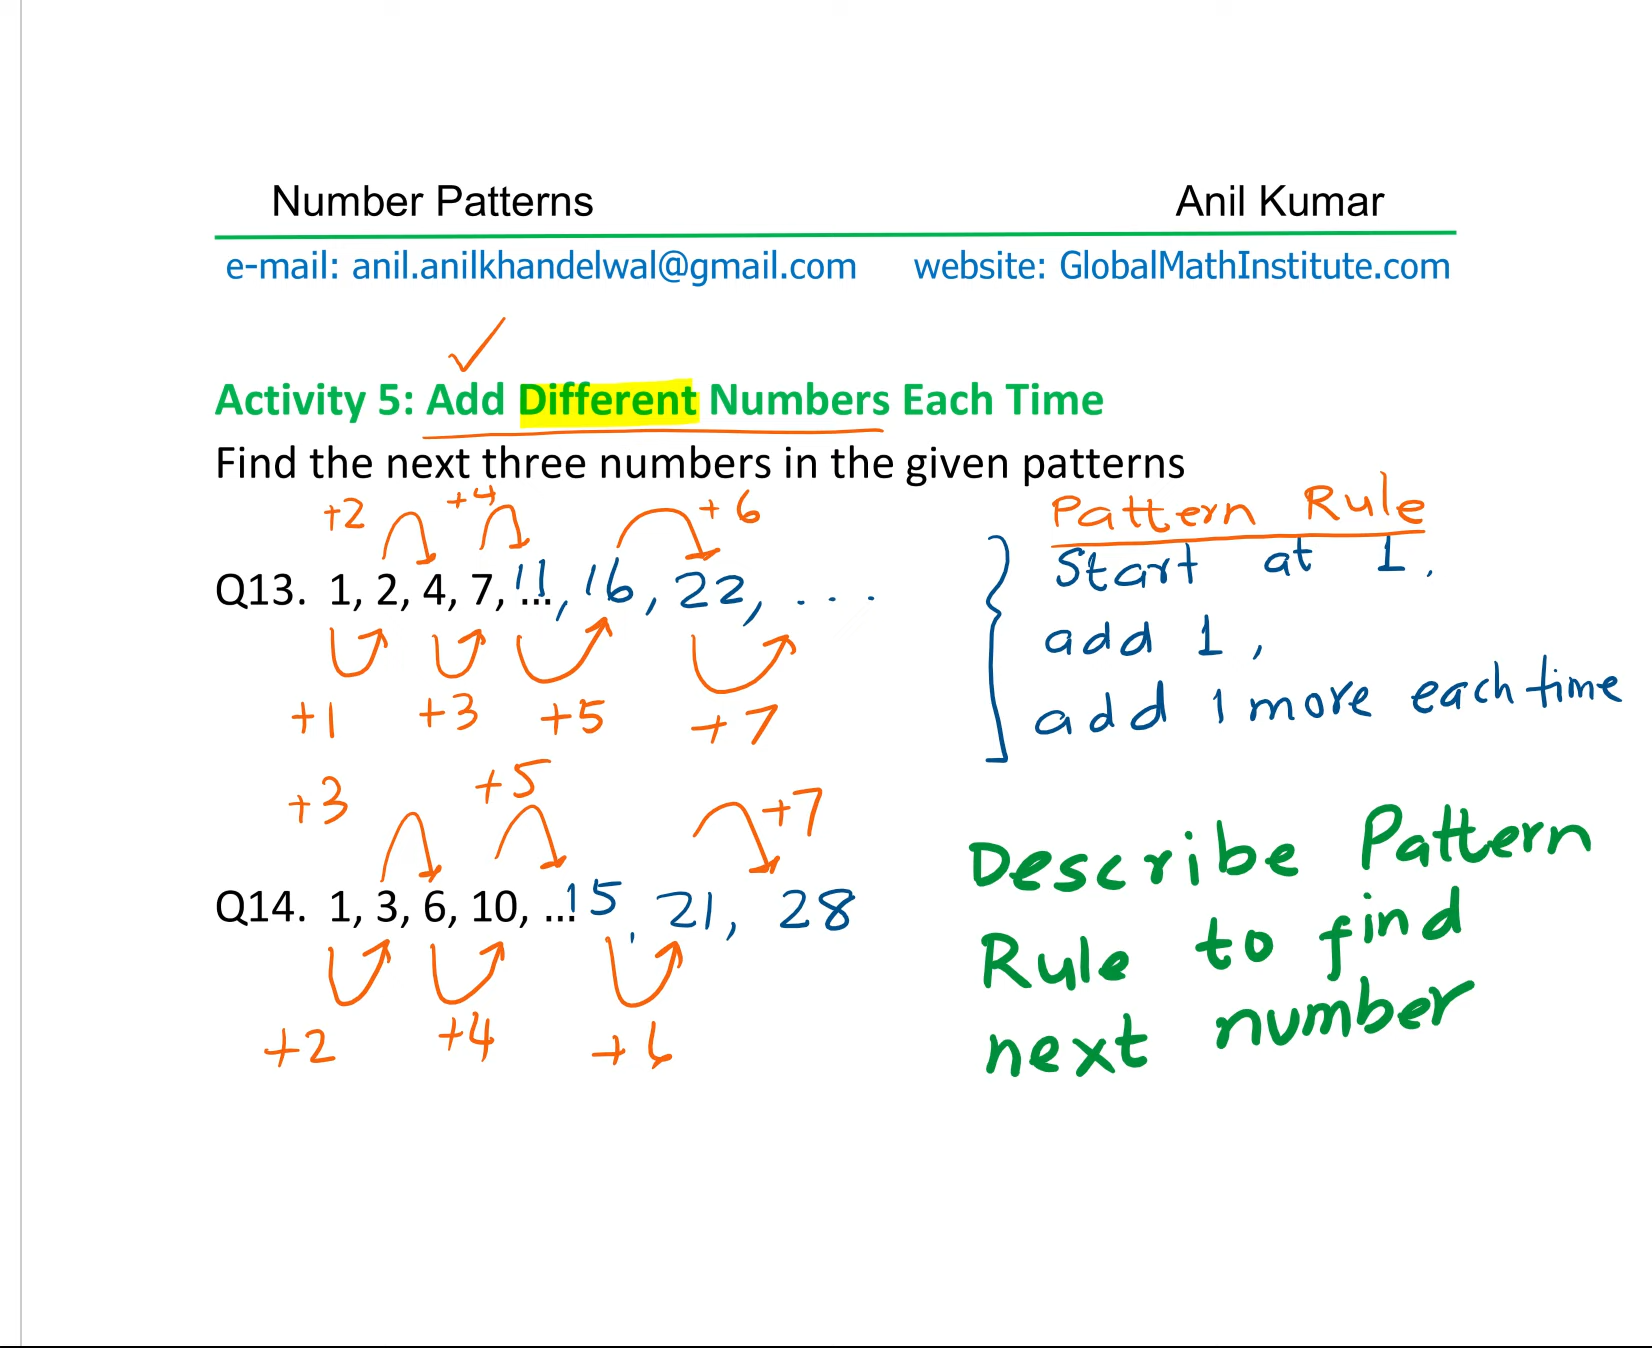 Number Patterns Anil Kumar
e-mail: anil.anilkhandelwal@gmail.com website: GlobalMathInstitute.com
Activity 5: Add Different Numbers Each Time
Find the next three numbers in the given patterns
+2 +4 +6
Pattern Rule
Q13. 1, 2, 4, 7, ... 11, 16, 22, ...
+1 +3 +5 +7
Start at 1.
add 1,
add 1 more each time
+3 +5 +7
Q14. 1, 3, 6, 10, ... 15, 21, 28
+2 +4 +6
Describe Pattern
Rule to find
next number